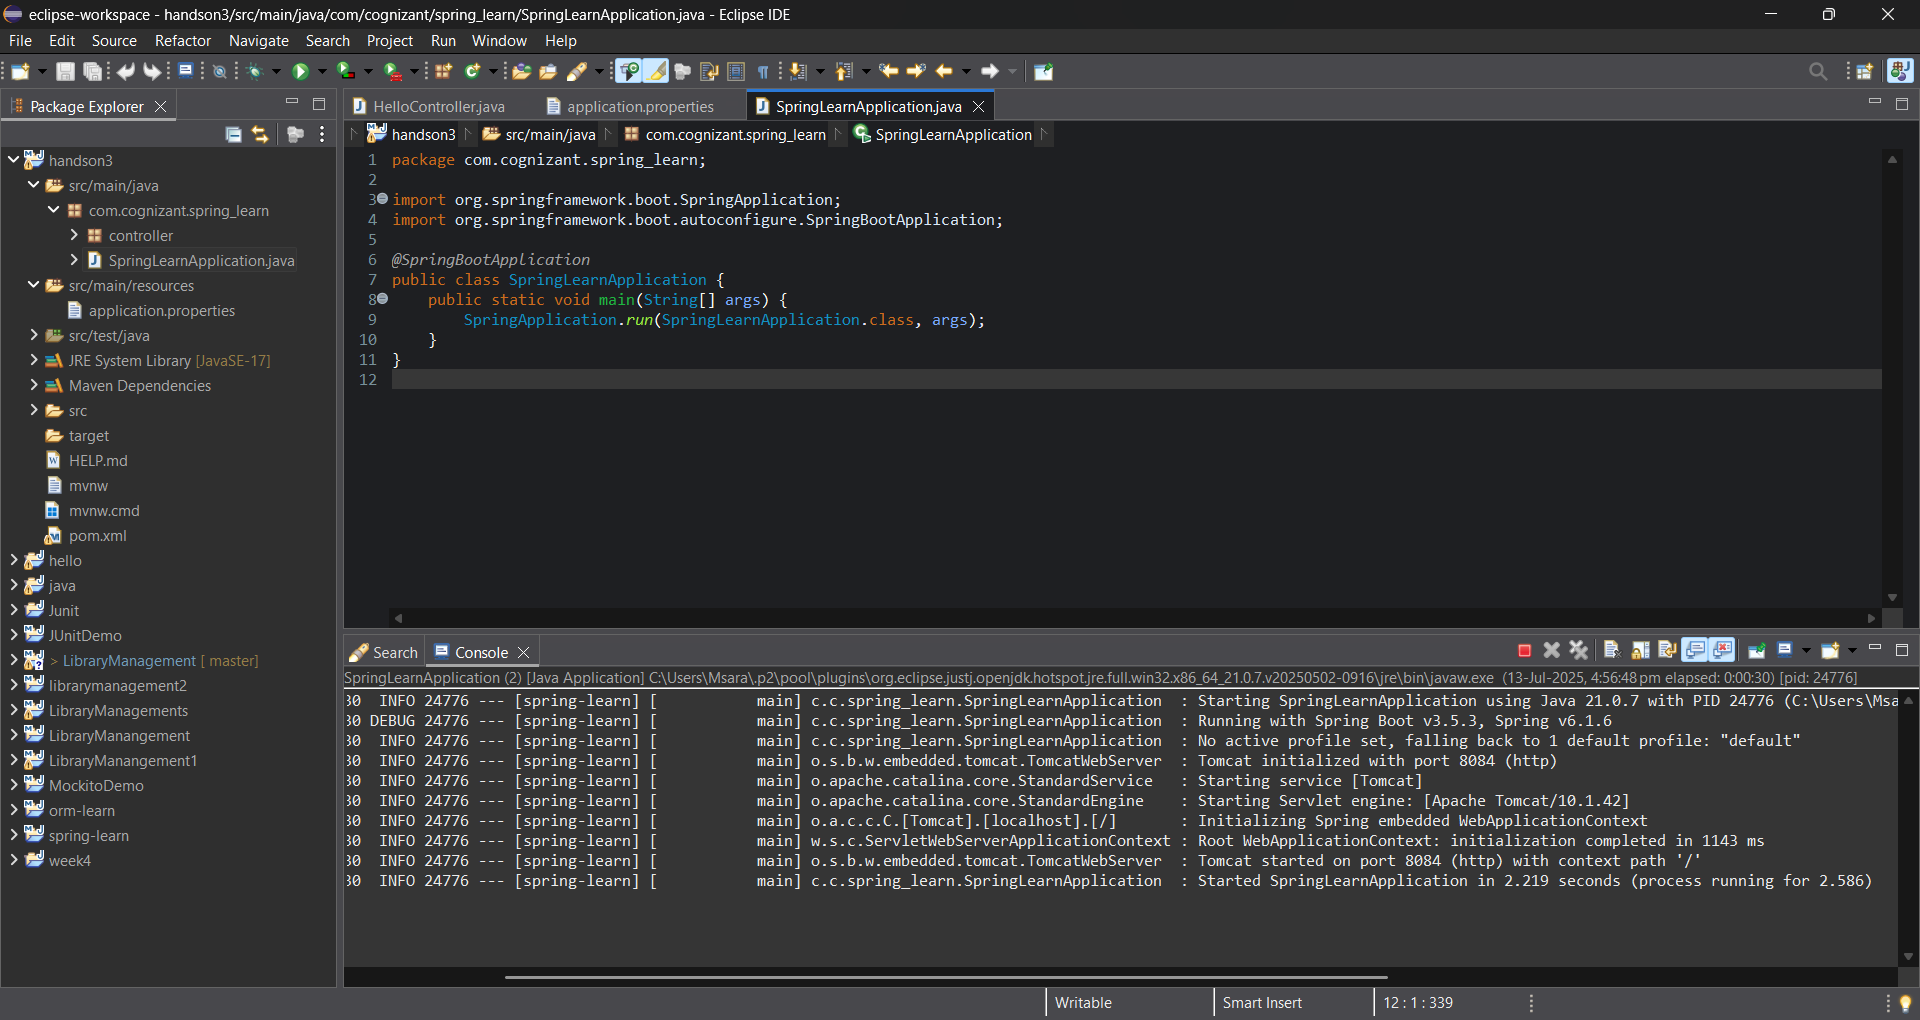 eclipse-workspace - handson3/src/main/java/com/cognizant/spring_learn/SpringLearnApplication.java - Eclipse IDE
File Edit Source Refactor Navigate Search Project Run Window Help
Package Explorer
handson3
src/main/java
com.cognizant.spring_learn
controller
SpringLearnApplication.java
src/main/resources
application.properties
src/test/java
JRE System Library [JavaSE-17]
Maven Dependencies
src
target
HELP.md
mvnw
mvnw.cmd
pom.xml
hello
java
Junit
JUnitDemo
> LibraryManagement [ master]
librarymanagement2
LibraryManagements
LibraryManangement
LibraryManangement1
MockitoDemo
orm-learn
spring-learn
week4
HelloController.java application.properties SpringLearnApplication.java
handson3 src/main/java com.cognizant.spring_learn SpringLearnApplication
1 package com.cognizant.spring_learn;
2
3 import org.springframework.boot.SpringApplication;
4 import org.springframework.boot.autoconfigure.SpringBootApplication;
5
6 @SpringBootApplication
7 public class SpringLearnApplication {
8 public static void main(String[] args) {
9 SpringApplication.run(SpringLearnApplication.class, args);
10 }
11 }
12
Search Console
SpringLearnApplication (2) [Java Application] C:\Users\Msara\.p2\pool\plugins\org.eclipse.justj.openjdk.hotspot.jre.full.win32.x86_64_21.0.7.v20250502-0916\jre\bin\javaw.exe (13-Jul-2025, 4:56:48 pm elapsed: 0:00:30) [pid: 24776]
30 INFO 24776 --- [spring-learn] [ main] c.c.spring_learn.SpringLearnApplication : Starting SpringLearnApplication using Java 21.0.7 with PID 24776 (C:\Users\Msa
30 DEBUG 24776 --- [spring-learn] [ main] c.c.spring_learn.SpringLearnApplication : Running with Spring Boot v3.5.3, Spring v6.1.6
30 INFO 24776 --- [spring-learn] [ main] c.c.spring_learn.SpringLearnApplication : No active profile set, falling back to 1 default profile: "default"
30 INFO 24776 --- [spring-learn] [ main] o.s.b.w.embedded.tomcat.TomcatWebServer : Tomcat initialized with port 8084 (http)
30 INFO 24776 --- [spring-learn] [ main] o.apache.catalina.core.StandardService : Starting service [Tomcat]
30 INFO 24776 --- [spring-learn] [ main] o.apache.catalina.core.StandardEngine : Starting Servlet engine: [Apache Tomcat/10.1.42]
30 INFO 24776 --- [spring-learn] [ main] o.a.c.c.C.[Tomcat].[localhost].[/] : Initializing Spring embedded WebApplicationContext
30 INFO 24776 --- [spring-learn] [ main] w.s.c.ServletWebServerApplicationContext : Root WebApplicationContext: initialization completed in 1143 ms
30 INFO 24776 --- [spring-learn] [ main] o.s.b.w.embedded.tomcat.TomcatWebServer : Tomcat started on port 8084 (http) with context path '/'
30 INFO 24776 --- [spring-learn] [ main] c.c.spring_learn.SpringLearnApplication : Started SpringLearnApplication in 2.219 seconds (process running for 2.586)
Writable Smart Insert 12 : 1 : 339